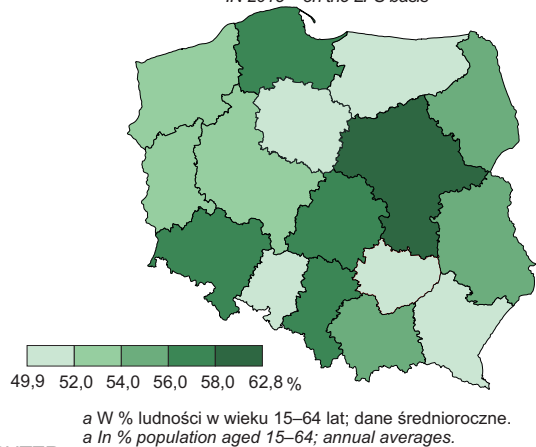 49,9 52,0 54,0 56,0 58,0 62,8 %
a W % ludności w wieku 15–64 lat; dane średnioroczne.
a In % population aged 15–64; annual averages.